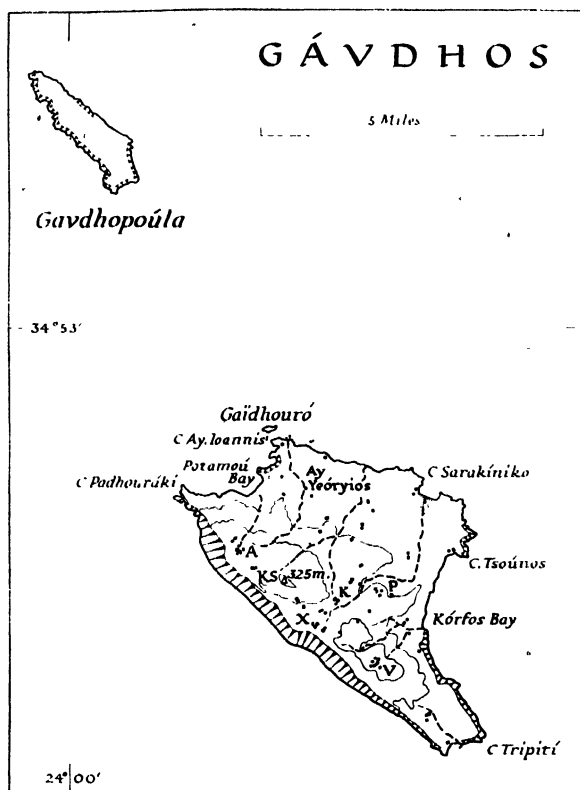 GÁVDHOS
5 Miles
Gavdhopoúla
34°53'
Gaïdhouró
C Ay. Ioannis
Potamoú Bay
Ay Yeóryios
C Podhouráki
C Sarakíniko
A
C. Tsoúnos
KS
325m.
K
P
X
Kórfos Bay
V
C Tripití
24°00'